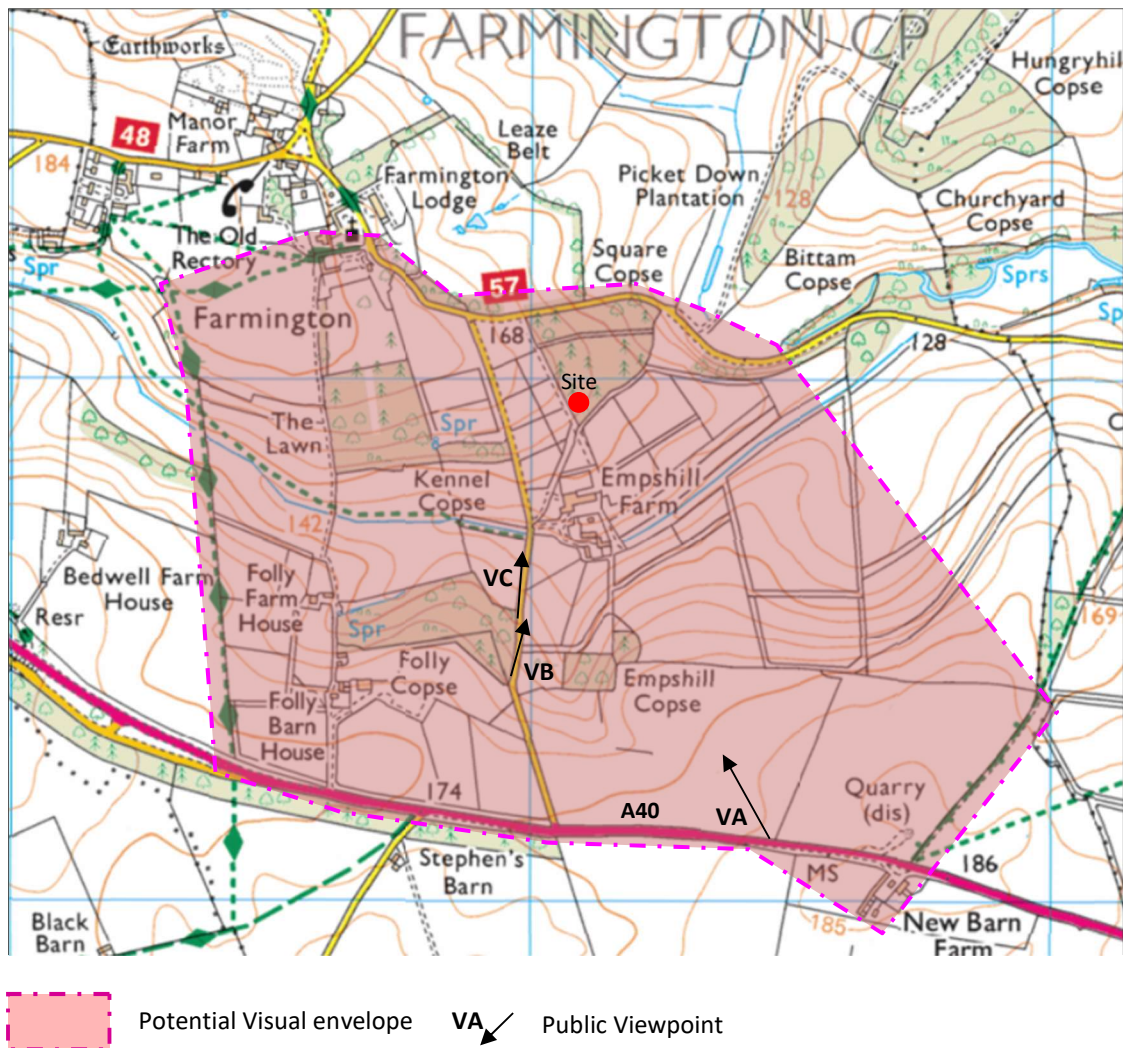 FARMINGTON CP
Earthworks
Hungryhil
Copse
48
Manor
Farm
Leaze
Belt
184
Farmington
Lodge
Picket Down
Plantation
128
Churchyard
Copse
The Old
Rectory
Square
Copse
Bittam
Copse
s
Spr
Sprs
Sp
57
Farmington
168
128
Site
The
Lawn
Spr
C
Kennel
Copse
Empshill
Farm
142
VC
Bedwell Farm
House
Folly
Farm
House
Resr
Spr
169
VB
Folly
Copse
Empshill
Copse
Folly
Barn
House
174
A40
VA
Quarry
(dis)
Stephen's
Barn
MS
186
Black
Barn
185
New Barn
Farm
Potential Visual envelope
VA
Public Viewpoint